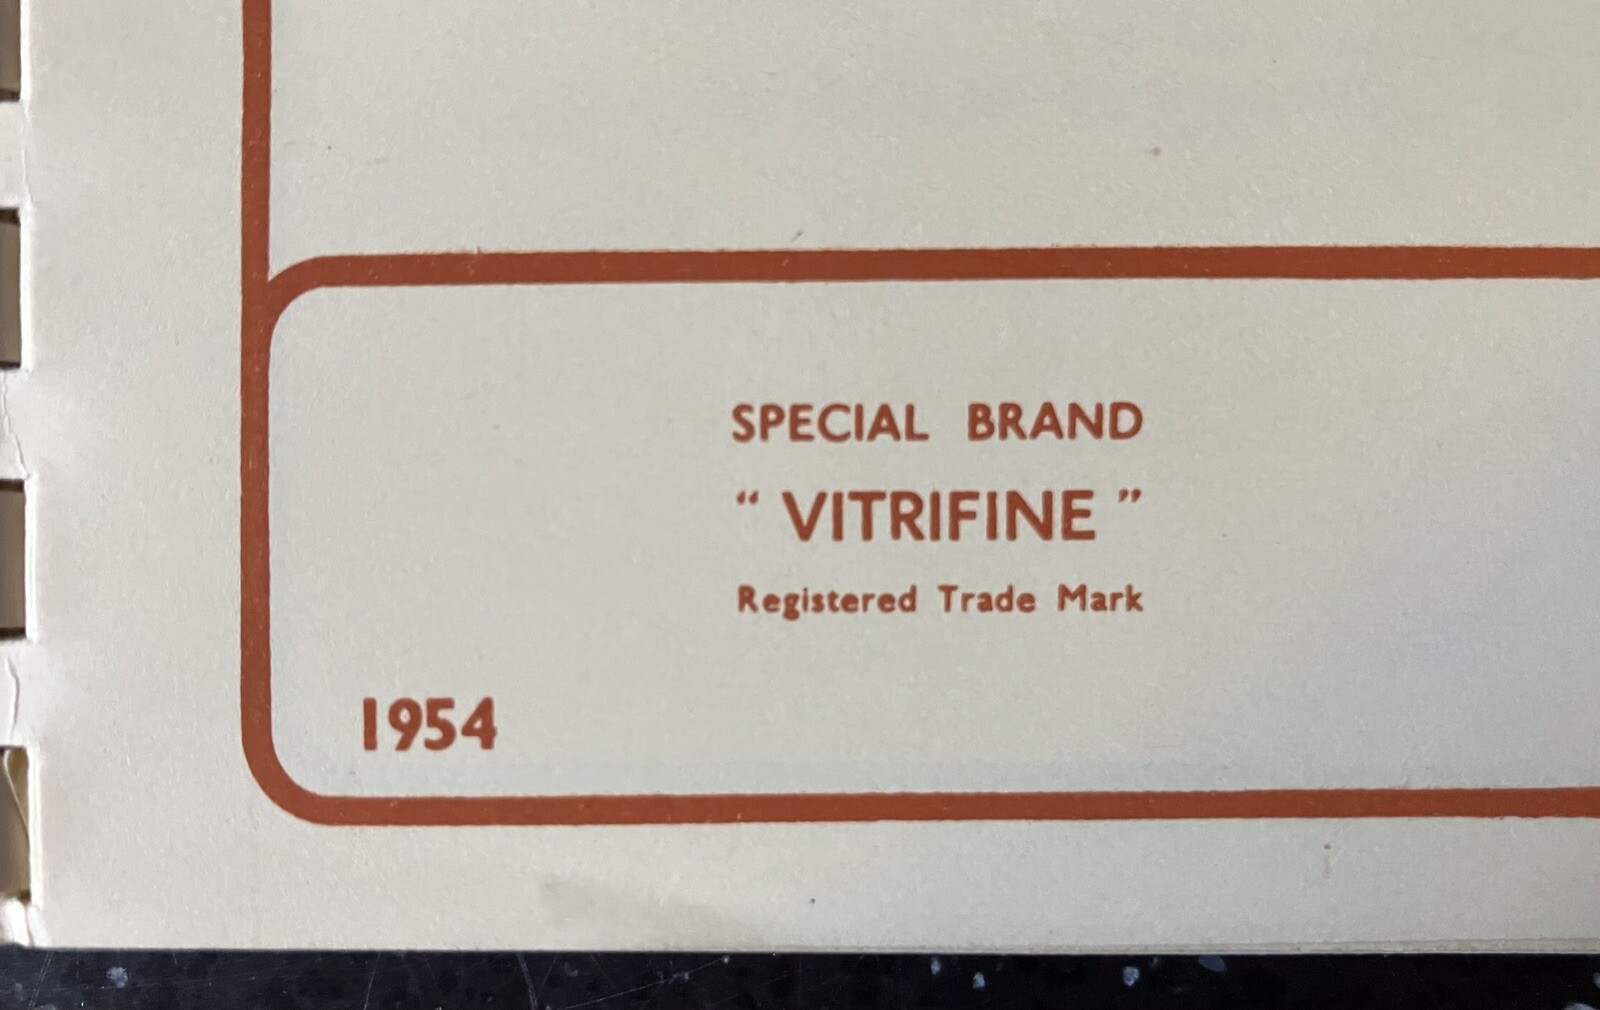 SPECIAL BRAND
“ VITRIFINE ”
Registered Trade Mark
1954